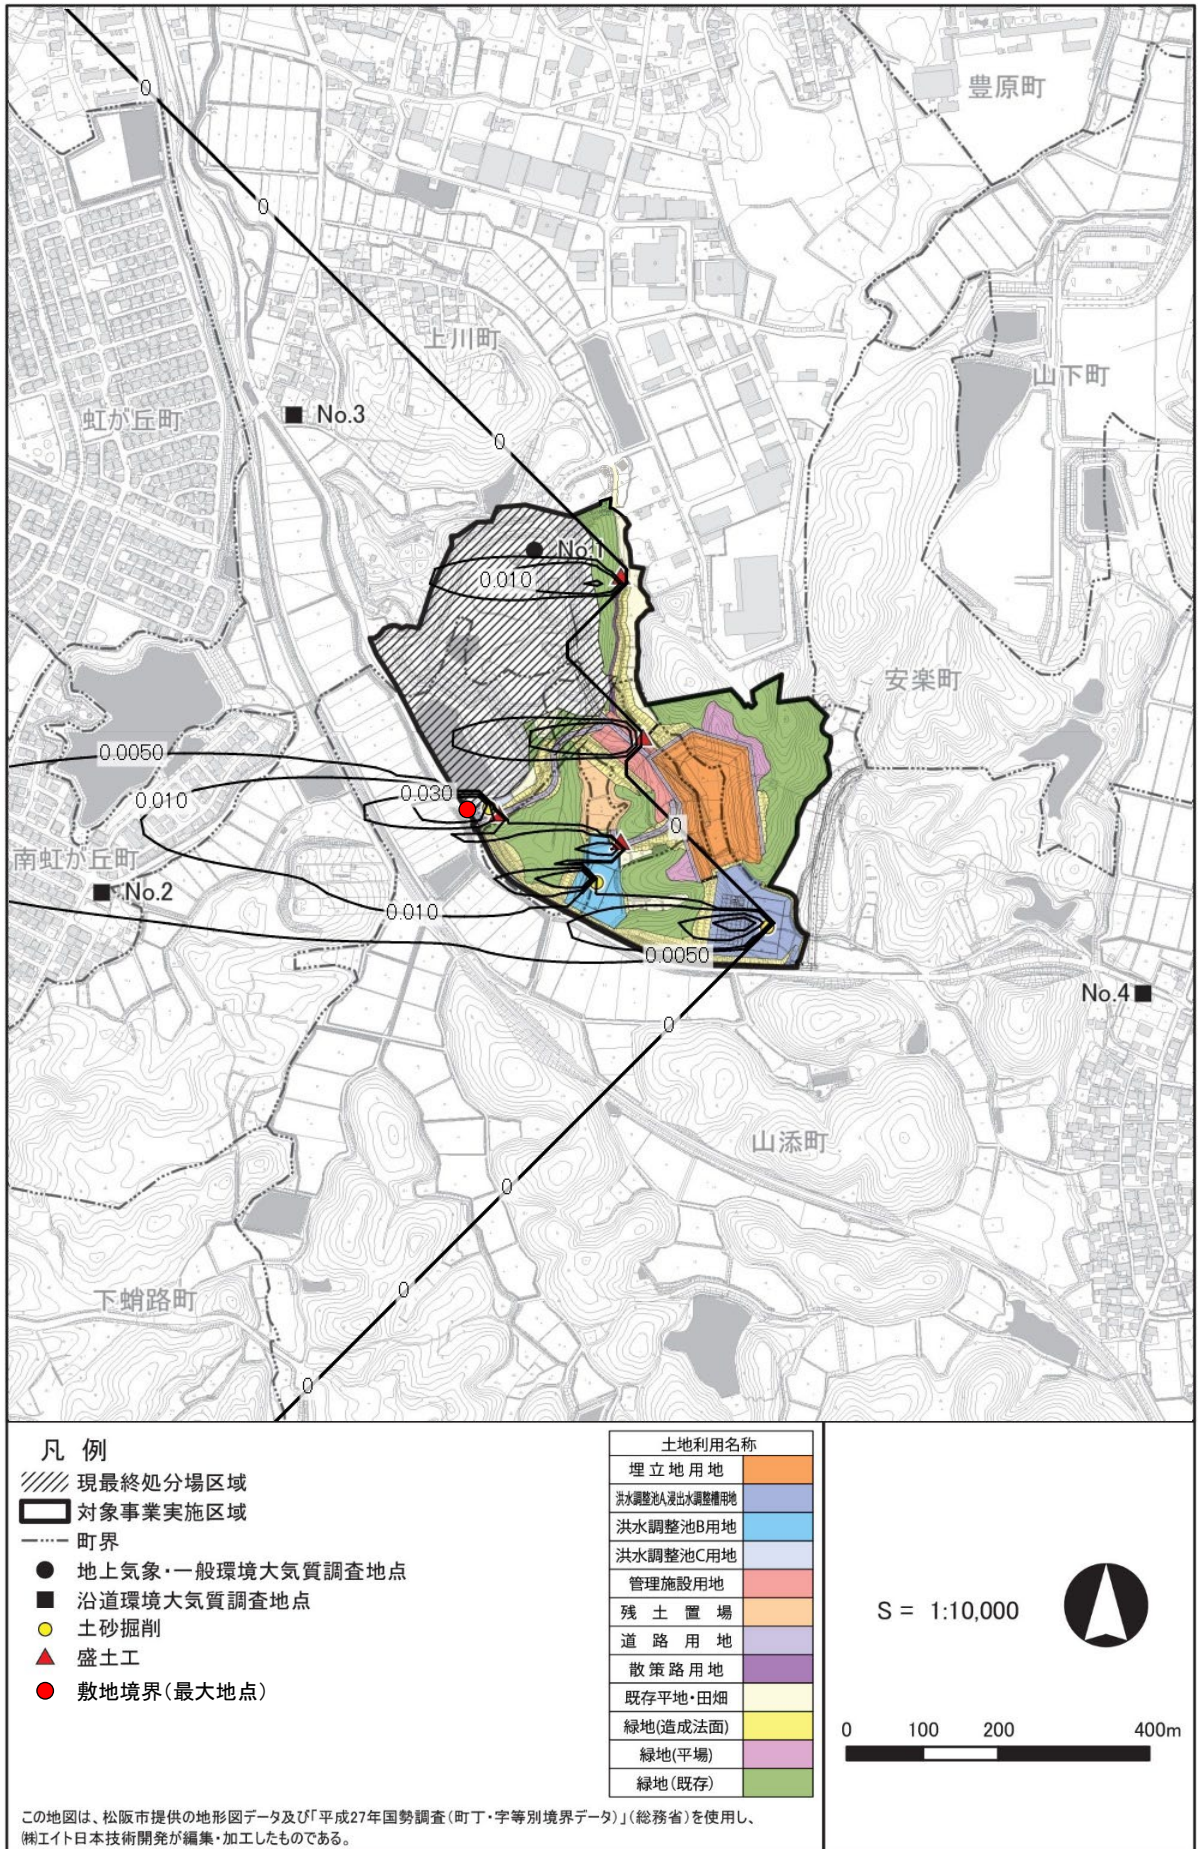 0
豊原町
0
上川町
山下町
虹が丘町
No.3
0
No.1
0.010
安楽町
0.0050
0.030
0.010
0
南虹が丘町
No.2
0.010
0.0050
No.4
0
山添町
0
0
下蛸路町
0
凡 例
現最終処分場区域
対象事業実施区域
町界
地上気象・一般環境大気質調査地点
沿道環境大気質調査地点
土砂掘削
盛土工
敷地境界(最大地点)
土地利用名称
埋立地用地
洪水調整池A,浸出水調整槽用地
洪水調整池B用地
洪水調整池C用地
管理施設用地
残土置場
道路用地
散策路用地
既存平地・田畑
緑地(造成法面)
緑地(平場)
緑地(既存)
S = 1:10,000
0 100 200 400m
この地図は、松阪市提供の地形図データ及び「平成27年国勢調査(町丁・字等別境界データ)」(総務省)を使用し、
㈱エイト日本技術開発が編集・加工したものである。